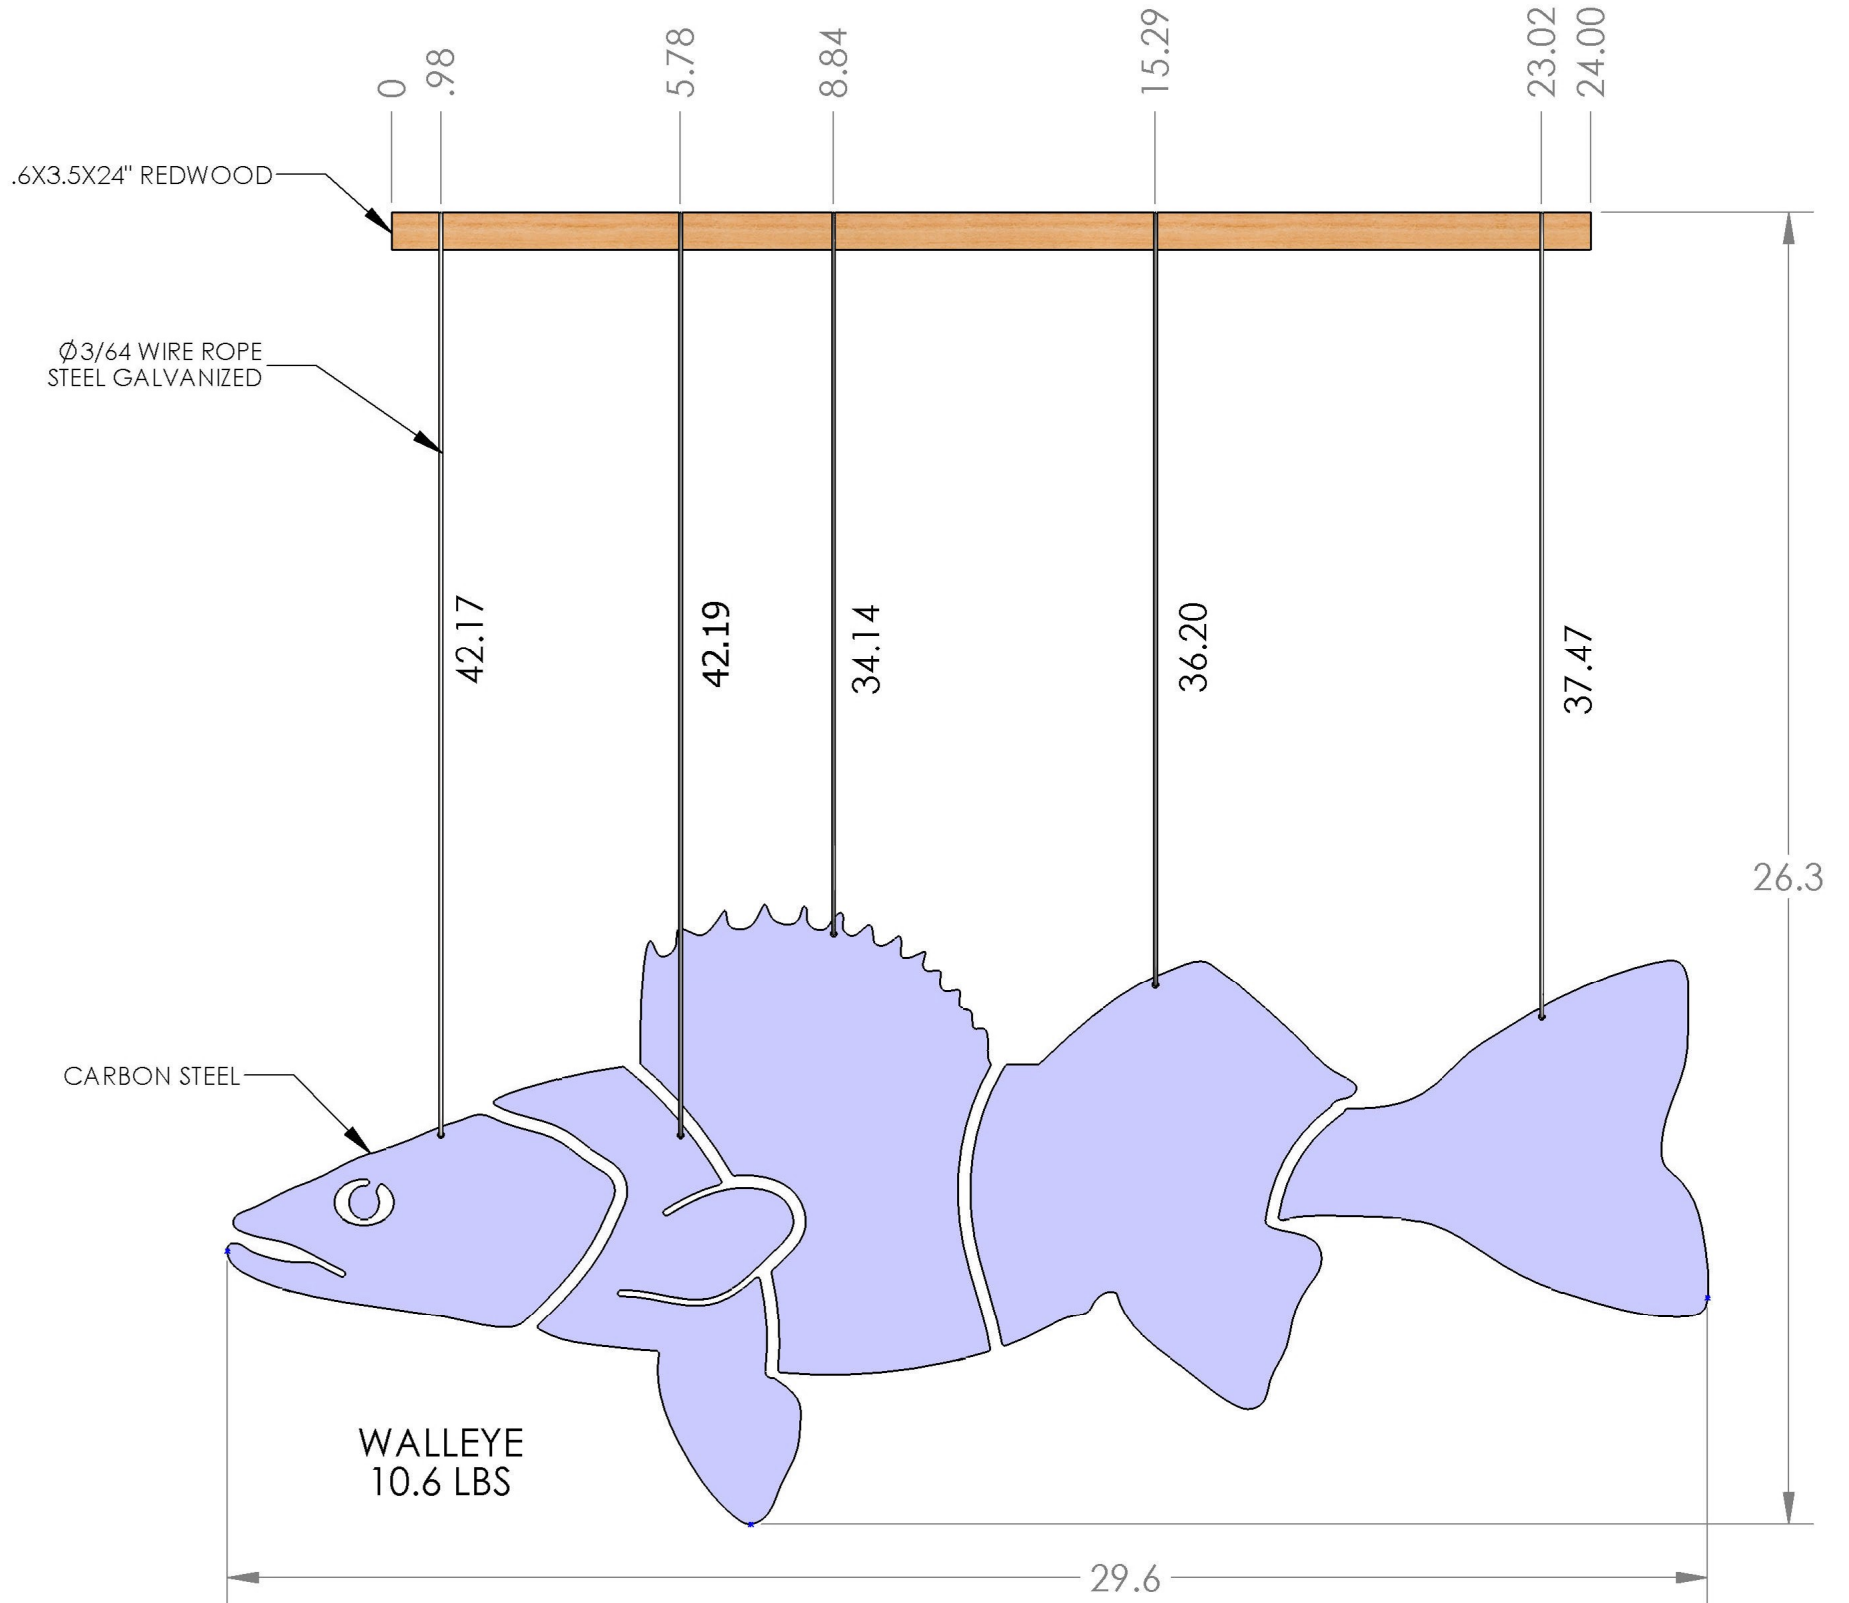 0
.98
5.78
8.84
15.29
23.02
24.00
.6X3.5X24" REDWOOD
Ø3/64 WIRE ROPE
STEEL GALVANIZED
42.17
42.19
34.14
36.20
37.47
26.3
CARBON STEEL
WALLEYE
10.6 LBS
29.6